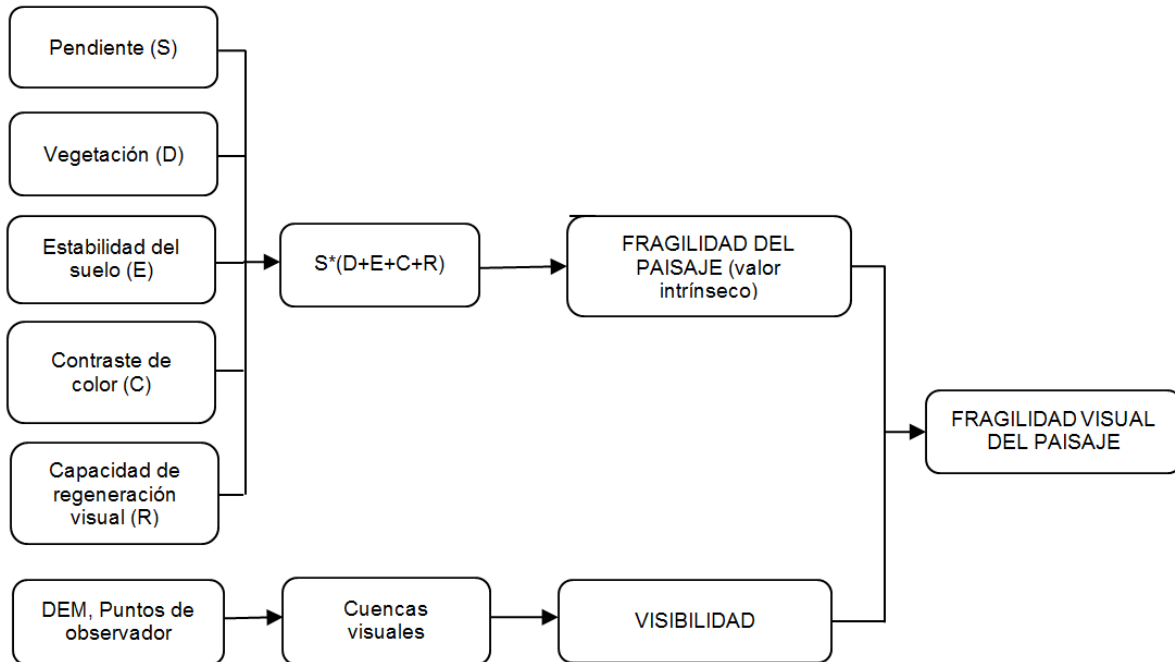 Pendiente (S)
Vegetación (D)
Estabilidad del
suelo (E)
Contraste de
color (C)
Capacidad de
regeneración
visual (R)
S*(D+E+C+R)
FRAGILIDAD DEL
PAISAJE (valor
intrínseco)
FRAGILIDAD VISUAL
DEL PAISAJE
DEM, Puntos de
observador
Cuencas
visuales
VISIBILIDAD